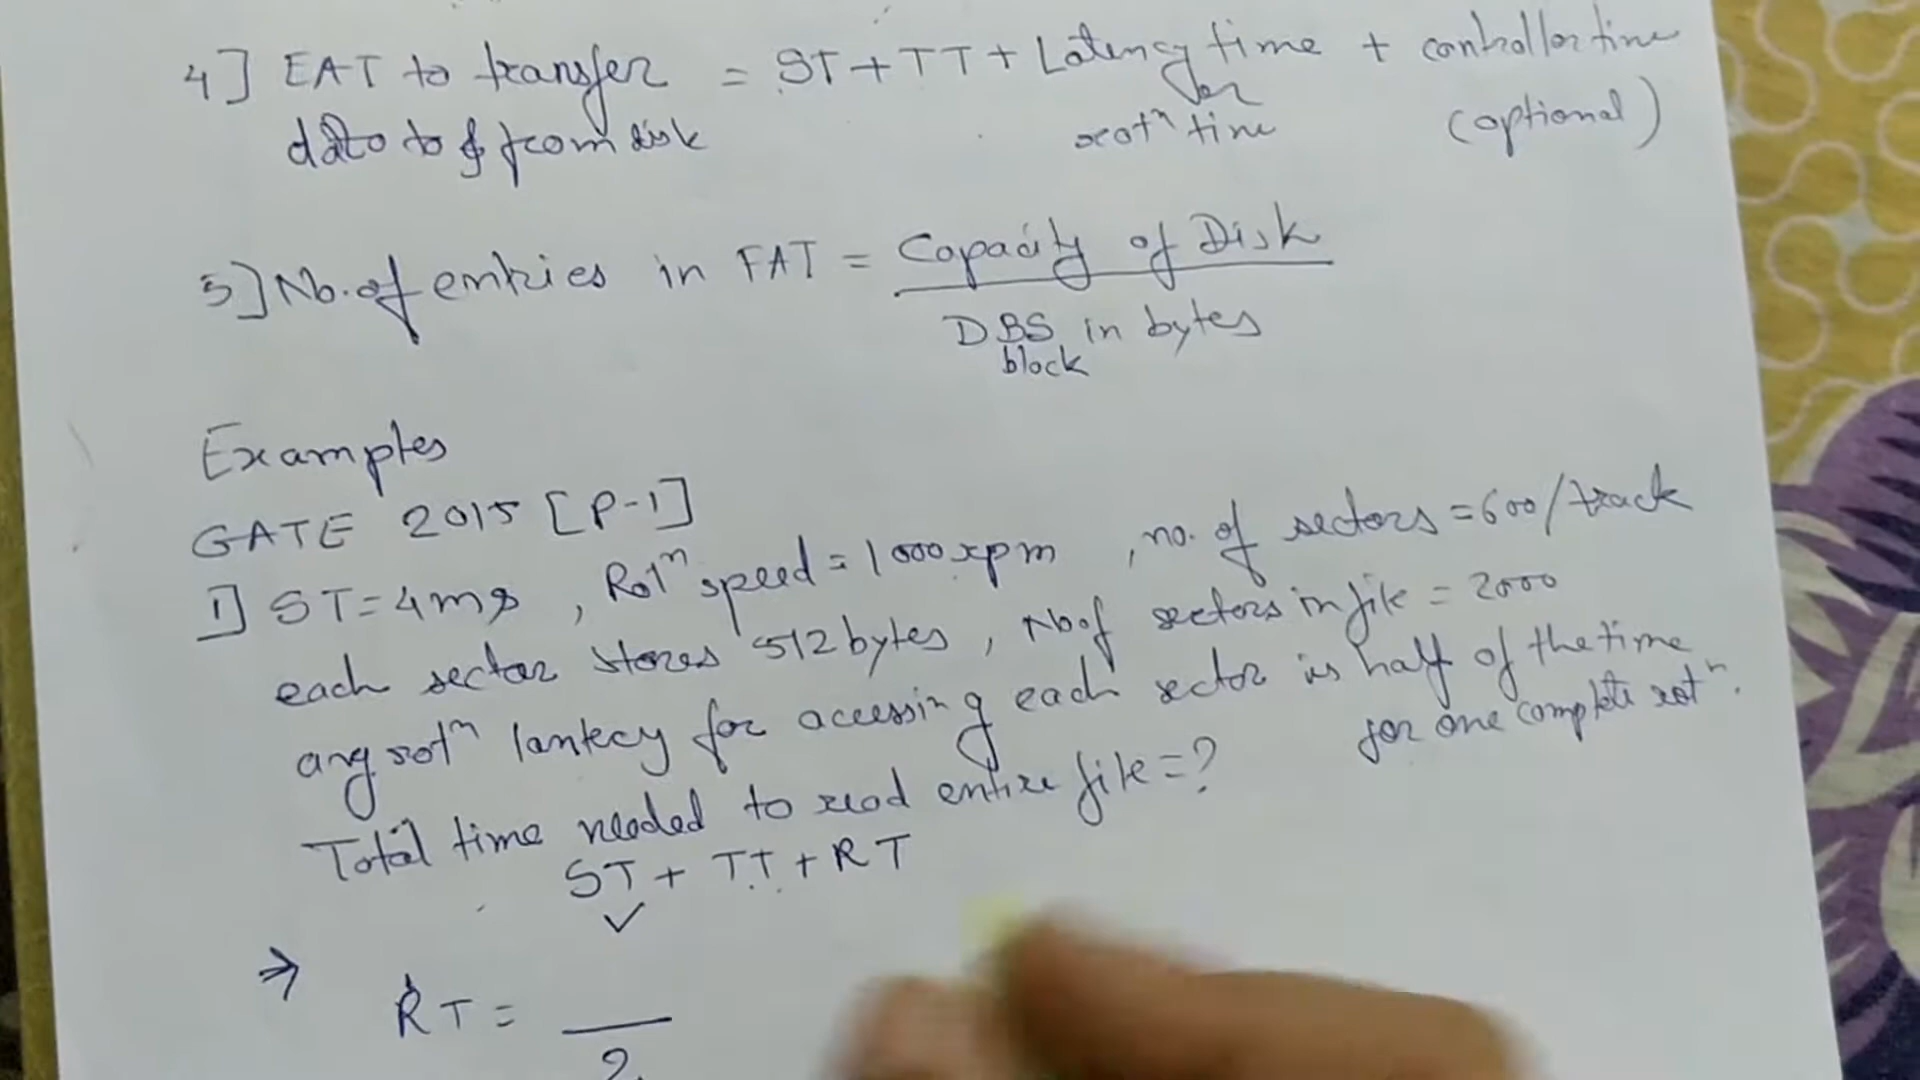 4] EAT to transfer = ST + TT + Latency time + controllor time
data to & from disk or rotⁿ time (optional)
5] No. of entries in FAT = Capacity of Disk
DBS in bytes
block
Examples
GATE 2015 [P-1]
1] ST = 4ms , Rotⁿ speed = 10000 rpm , no. of sectors = 600/track
each sector stores 512 bytes , No of sectors in file = 2000
avg rotⁿ lantecy for accessing each sector is half of the time
for one complete rotⁿ.
Total time needed to read entire file = ?
ST + TT + RT
✓
⇒ RT = 
2